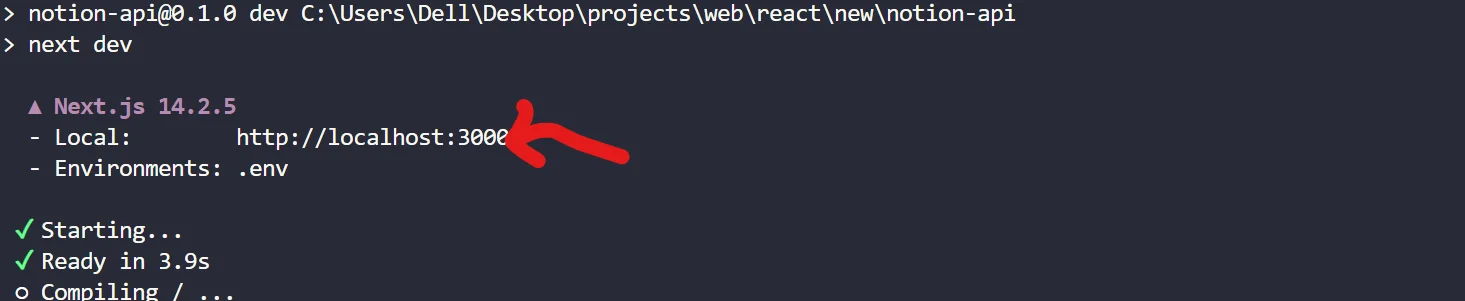 > notion-api@0.1.0 dev C:\Users\Dell\Desktop\projects\web\react\new\notion-api
> next dev
▲ Next.js 14.2.5
- Local: http://localhost:3000
- Environments: .env
✓ Starting...
✓ Ready in 3.9s
○ Compiling / ...